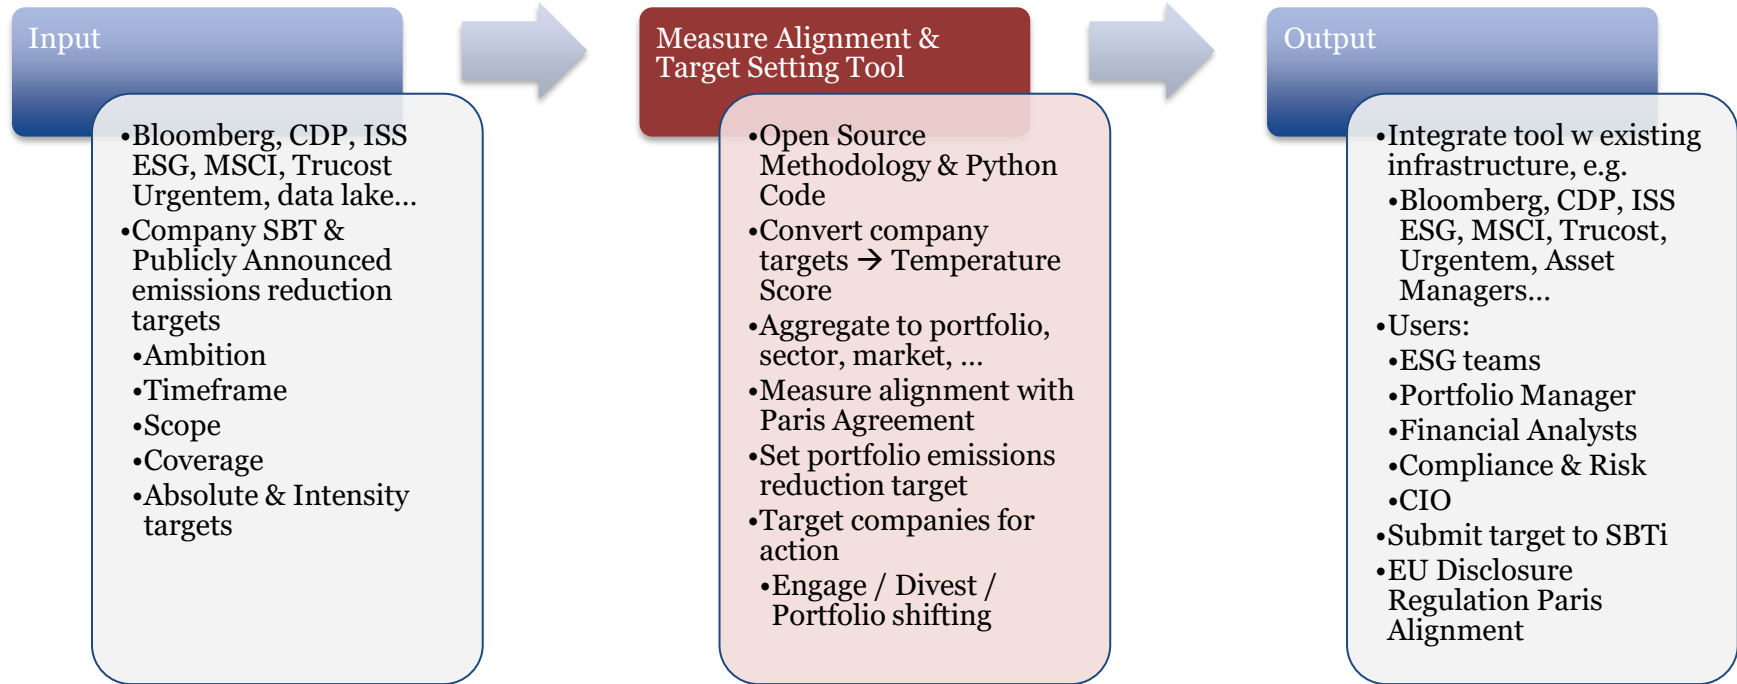 Input
•Bloomberg, CDP, ISS
ESG, MSCI, Trucost
Urgentem, data lake...
•Company SBT &
Publicly Announced
emissions reduction
targets
•Ambition
•Timeframe
•Scope
•Coverage
•Absolute & Intensity
targets
Measure Alignment &
Target Setting Tool
•Open Source
Methodology & Python
Code
•Convert company
targets → Temperature
Score
•Aggregate to portfolio,
sector, market, ...
•Measure alignment with
Paris Agreement
•Set portfolio emissions
reduction target
•Target companies for
action
•Engage / Divest /
Portfolio shifting
Output
•Integrate tool w existing
infrastructure, e.g.
•Bloomberg, CDP, ISS
ESG, MSCI, Trucost,
Urgentem, Asset
Managers...
•Users:
•ESG teams
•Portfolio Manager
•Financial Analysts
•Compliance & Risk
•CIO
•Submit target to SBTi
•EU Disclosure
Regulation Paris
Alignment